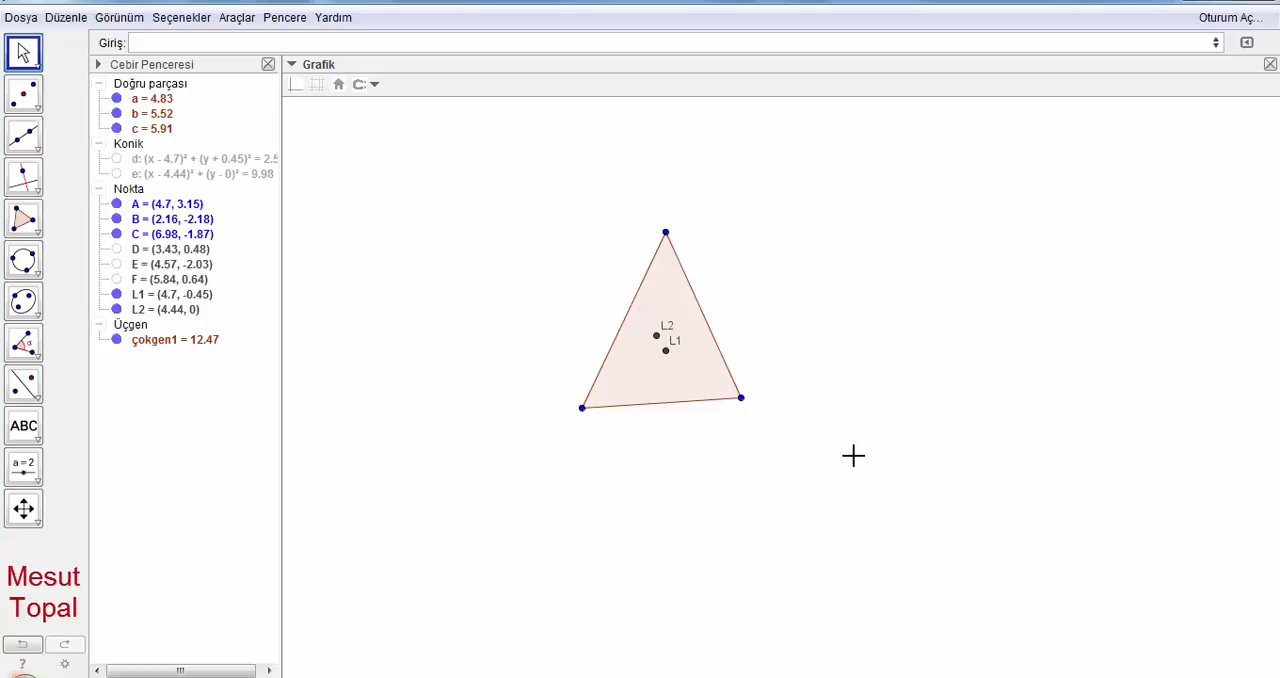 Dosya Düzenle Görünüm Seçenekler Araçlar Pencere Yardım Oturum Aç...
Giriş:
Cebir Penceresi
Grafik
Doğru parçası
a = 4.83
b = 5.52
c = 5.91
Konik
d: (x - 4.7)² + (y + 0.45)² = 2.5
e: (x - 4.44)² + (y - 0)² = 9.98
Nokta
A = (4.7, 3.15)
B = (2.16, -2.18)
C = (6.98, -1.87)
D = (3.43, 0.48)
E = (4.57, -2.03)
F = (5.84, 0.64)
L1 = (4.7, -0.45)
L2 = (4.44, 0)
Üçgen
çokgen1 = 12.47
L2
L1
α
ABC
a = 2
Mesut
Topal
?